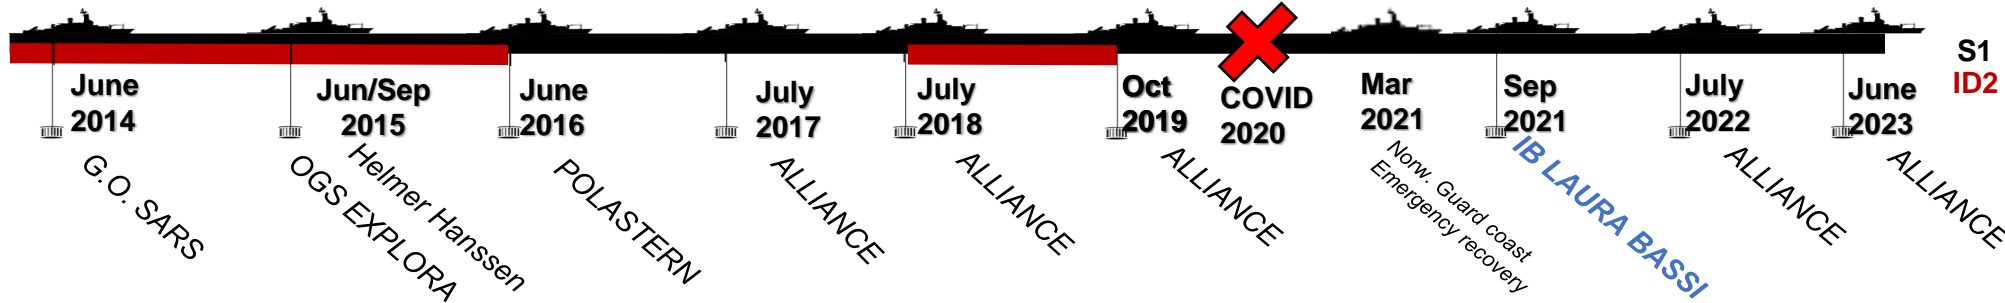 June
2014
Jun/Sep
2015
June
2016
July
2017
July
2018
Oct
2019
COVID
2020
Mar
2021
Sep
2021
July
2022
June
2023
S1
ID2
G.O. SARS
OGS EXPLORA
Helmer Hanssen
POLASTERN
ALLIANCE
ALLIANCE
ALLIANCE
Norw. Guard coast
Emergency recovery
IB LAURA BASSI
ALLIANCE
ALLIANCE